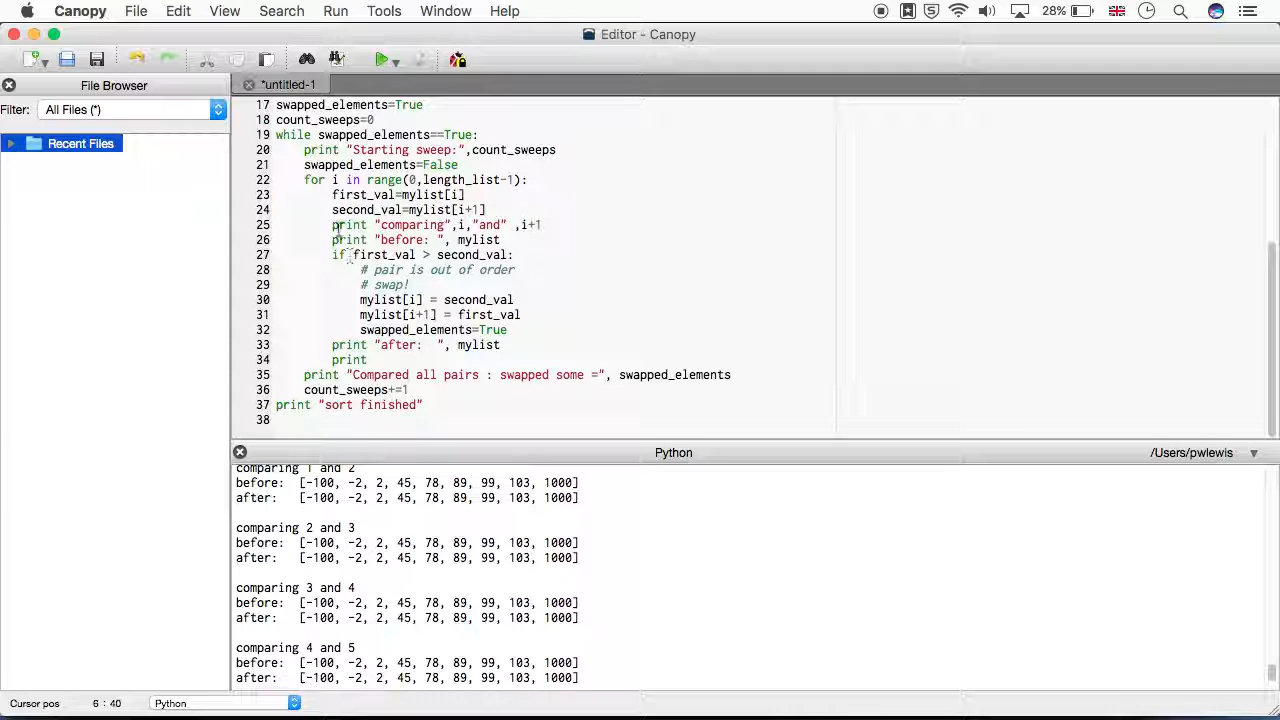 Canopy File Edit View Search Run Tools Window Help 28%
Editor - Canopy
File Browser
*untitled-1
Filter: All Files (*)
Recent Files
17 swapped_elements=True
18 count_sweeps=0
19 while swapped_elements==True:
20 print "Starting sweep:",count_sweeps
21 swapped_elements=False
22 for i in range(0,length_list-1):
23 first_val=mylist[i]
24 second_val=mylist[i+1]
25 print "comparing",i,"and" ,i+1
26 print "before: ", mylist
27 if first_val > second_val:
28 # pair is out of order
29 # swap!
30 mylist[i] = second_val
31 mylist[i+1] = first_val
32 swapped_elements=True
33 print "after:  ", mylist
34 print
35 print "Compared all pairs : swapped some =", swapped_elements
36 count_sweeps+=1
37 print "sort finished"
38
Python /Users/pwlewis
comparing 1 and 2
before:  [-100, -2, 2, 45, 78, 89, 99, 103, 1000]
after:   [-100, -2, 2, 45, 78, 89, 99, 103, 1000]
comparing 2 and 3
before:  [-100, -2, 2, 45, 78, 89, 99, 103, 1000]
after:   [-100, -2, 2, 45, 78, 89, 99, 103, 1000]
comparing 3 and 4
before:  [-100, -2, 2, 45, 78, 89, 99, 103, 1000]
after:   [-100, -2, 2, 45, 78, 89, 99, 103, 1000]
comparing 4 and 5
before:  [-100, -2, 2, 45, 78, 89, 99, 103, 1000]
after:   [-100, -2, 2, 45, 78, 89, 99, 103, 1000]
Cursor pos 6 : 40 Python